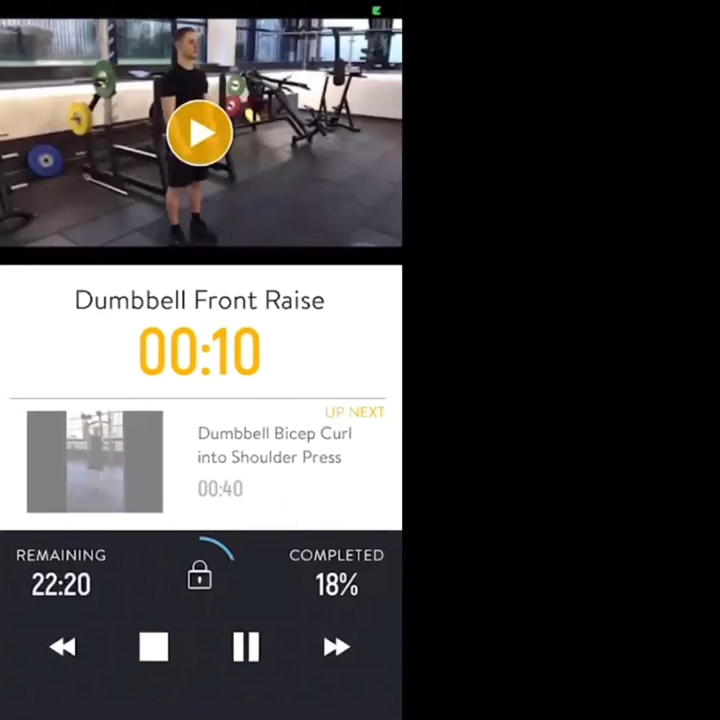 Dumbbell Front Raise
00:10
UP NEXT
Dumbbell Bicep Curl
into Shoulder Press
00:40
REMAINING
22:20
COMPLETED
18%